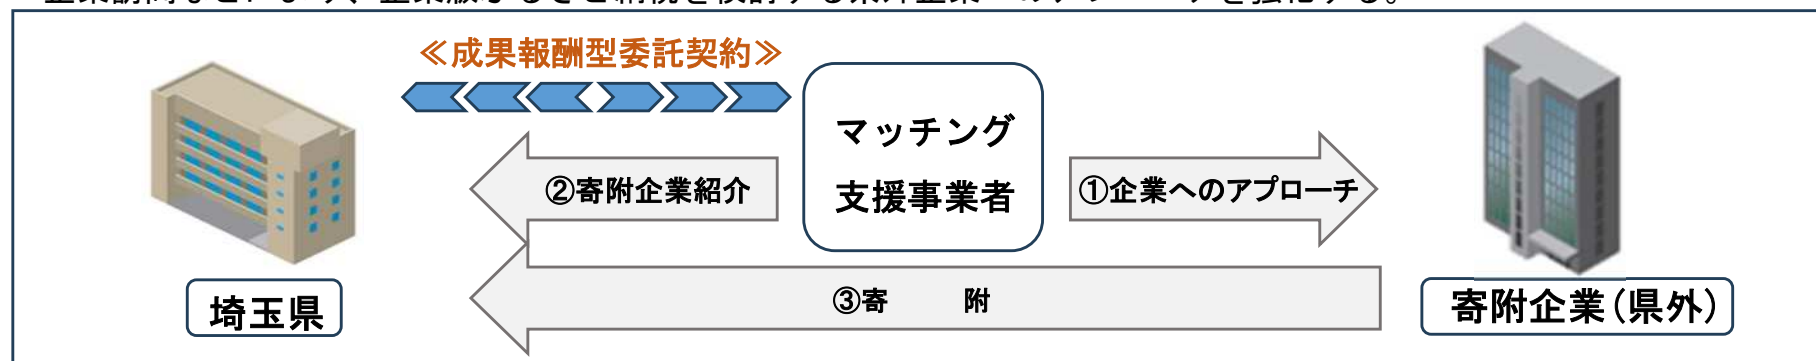 ≪成果報酬型委託契約≫
マッチング
支援事業者
②寄附企業紹介
①企業へのアプローチ
③寄　附
埼玉県
寄附企業(県外)